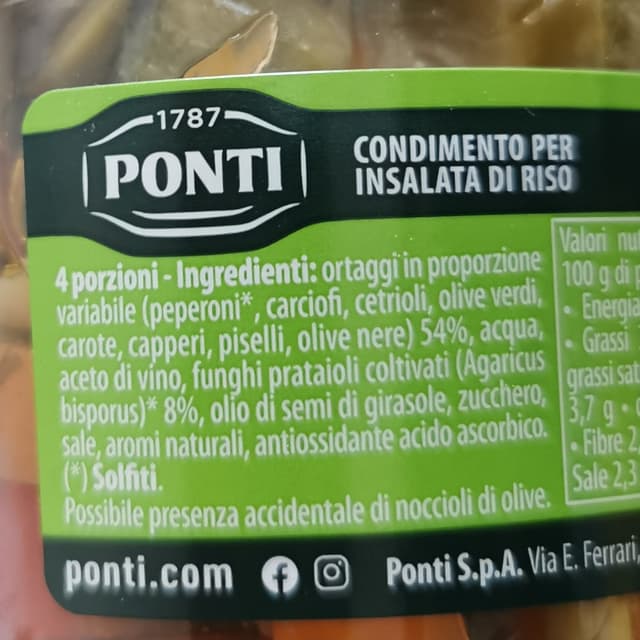 1787
PONTI
CONDIMENTO PER
INSALATA DI RISO
4 porzioni - Ingredienti: ortaggi in proporzione
variabile (peperoni*, carciofi, cetrioli, olive verdi,
carote, capperi, piselli, olive nere) 54%, acqua,
aceto di vino, funghi prataioli coltivati (Agaricus
bisporus)* 8%, olio di semi di girasole, zucchero,
sale, aromi naturali, antiossidante acido ascorbico.
(*) Solfiti.
Possibile presenza accidentale di noccioli di olive.
Valori
100 g di
• Energi
• Grassi
grassi sat
3,7 g •
• Fibre 2,
Sale 2,3
ponti.com
Ponti S.p.A. Via E. Ferrari,